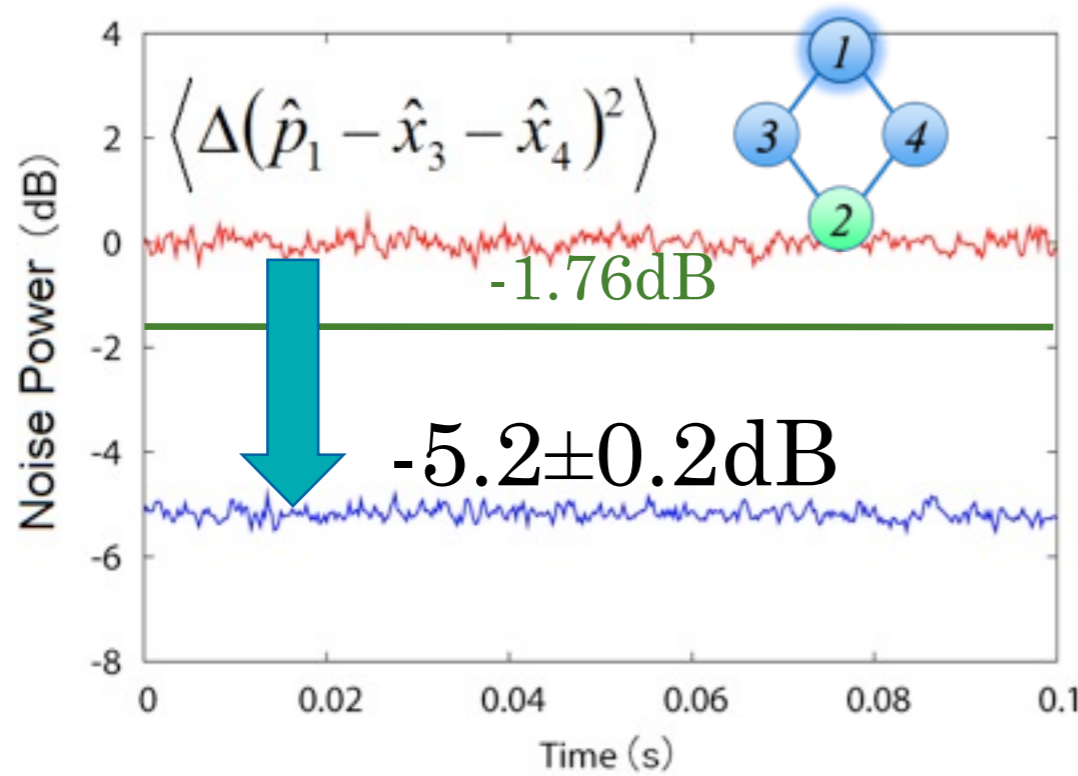 4
⟨Δ(p̂₁ − x̂₃ − x̂₄)²⟩
1
3
4
2
2
0
-1.76dB
-2
-4
-5.2±0.2dB
-6
-8
Noise Power (dB)
0 0.02 0.04 0.06 0.08 0.1
Time (s)